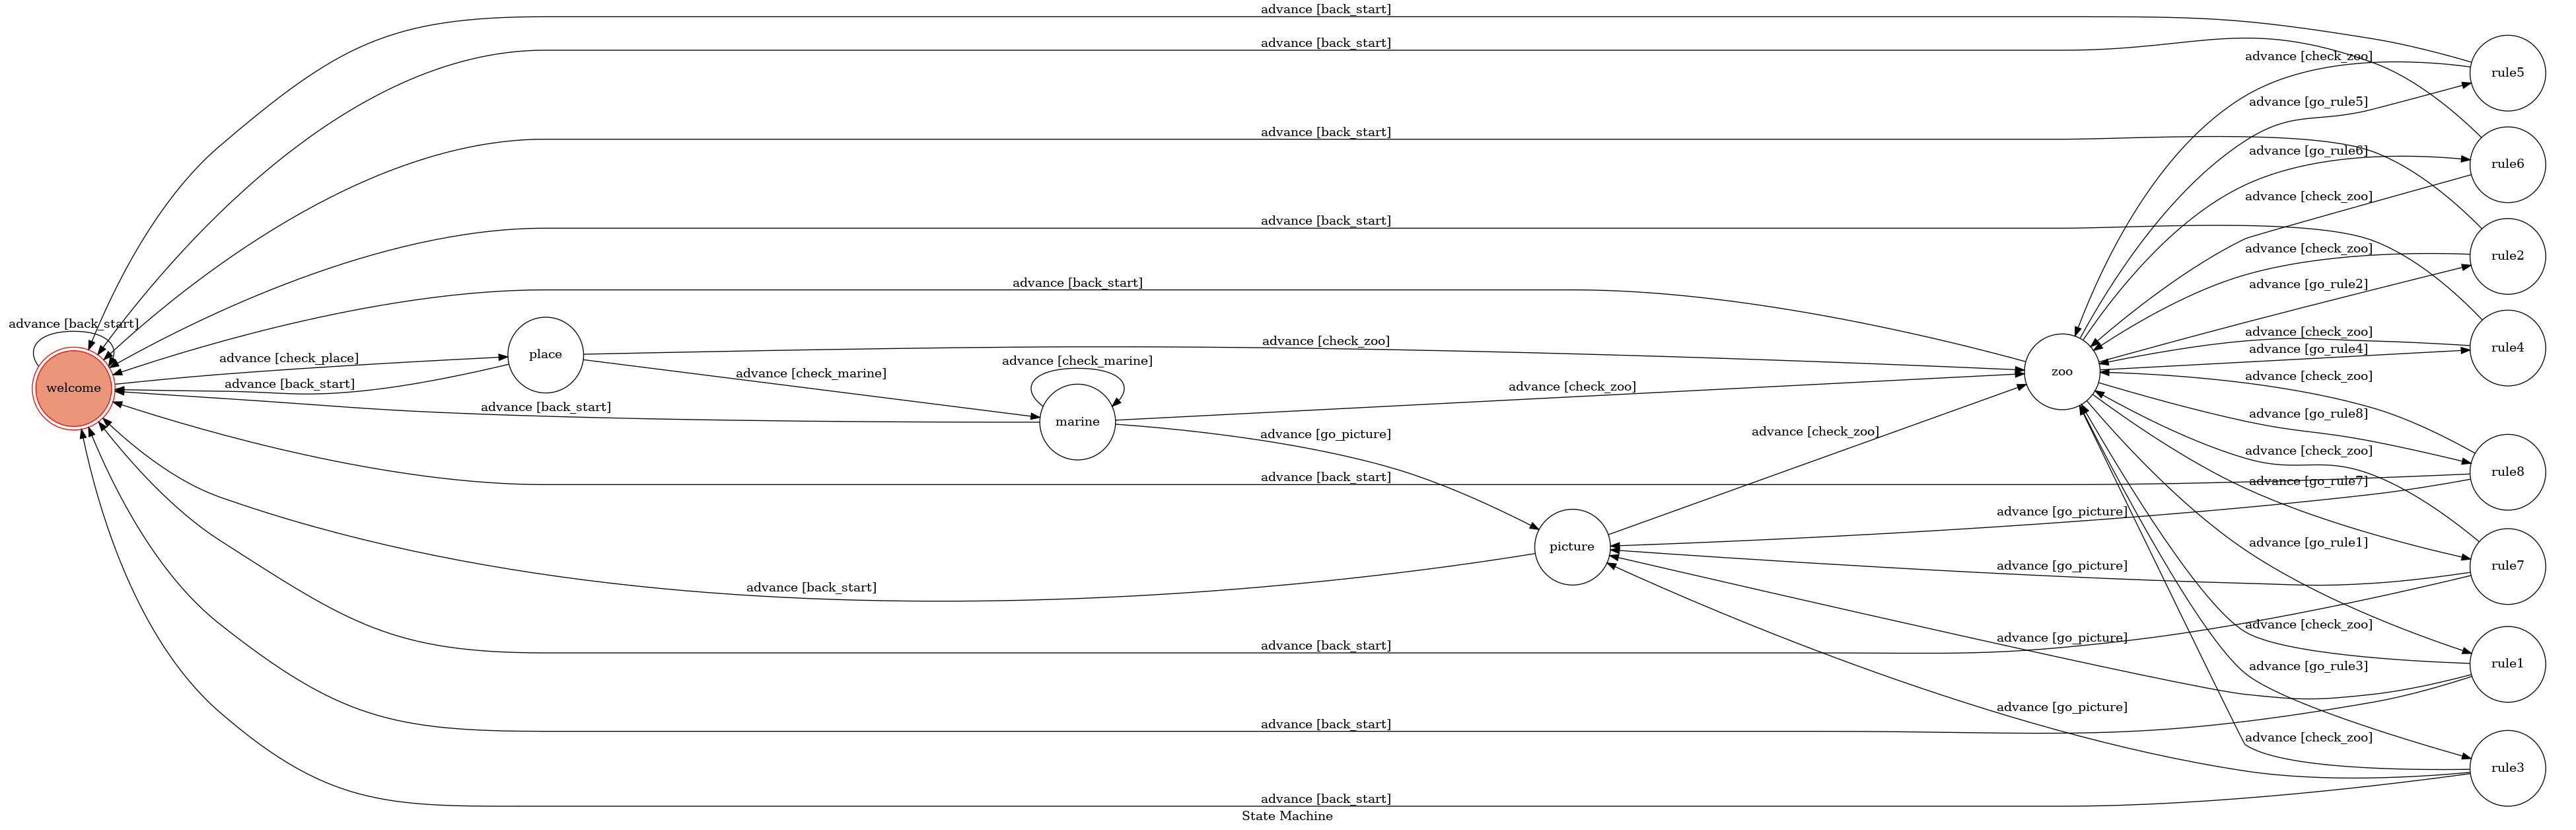 advance [back_start]
advance [back_start]
advance [check_zoo]
rule5
advance [go_rule5]
advance [back_start]
advance [go_rule6]
rule6
advance [check_zoo]
advance [back_start]
advance [check_zoo]
rule2
advance [back_start]
advance [go_rule2]
advance [back_start]
advance [check_zoo]
advance [check_zoo]
advance [go_rule4]
rule4
advance [check_place]
place
advance [check_marine]
zoo
advance [check_marine]
advance [check_zoo]
welcome
advance [back_start]
advance [check_zoo]
advance [back_start]
advance [go_rule8]
marine
advance [go_picture]
advance [check_zoo]
advance [check_zoo]
rule8
advance [back_start]
advance [go_rule7]
advance [go_picture]
picture
advance [go_rule1]
advance [go_picture]
rule7
advance [back_start]
advance [check_zoo]
advance [go_picture]
advance [back_start]
rule1
advance [go_rule3]
advance [go_picture]
advance [back_start]
advance [check_zoo]
rule3
advance [back_start]
State Machine